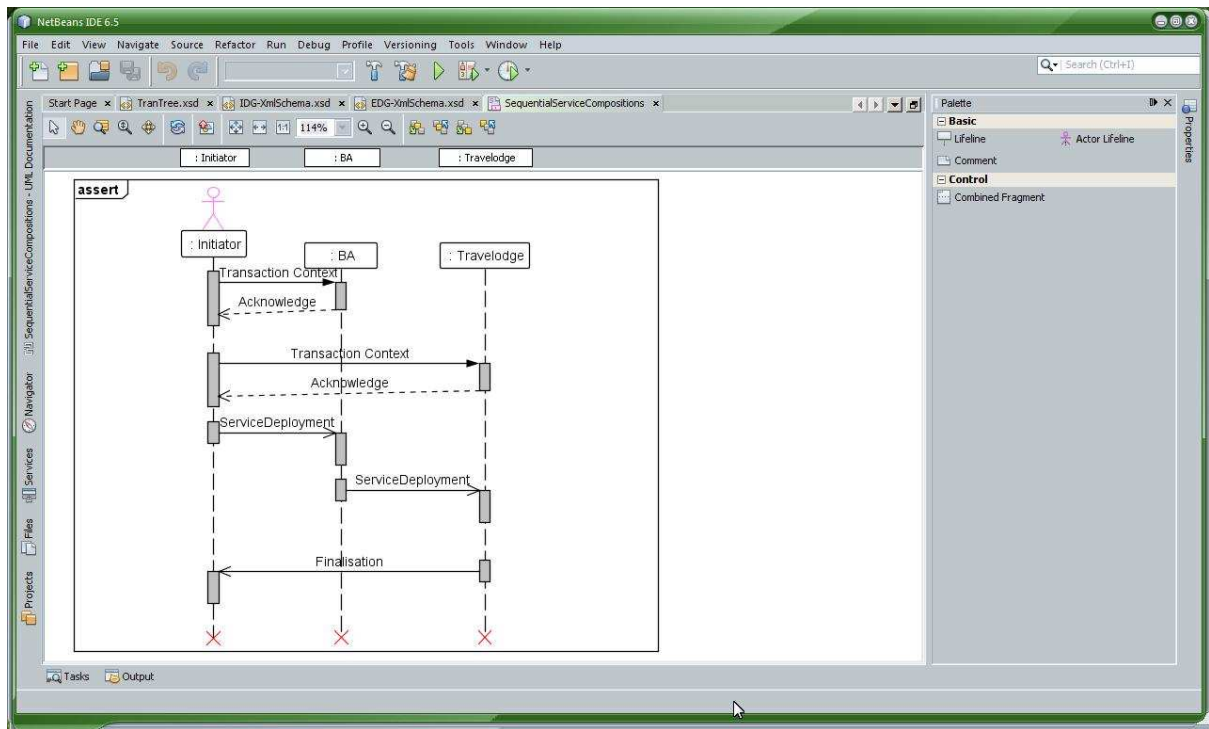 NetBeans IDE 6.5
File Edit View Navigate Source Refactor Run Debug Profile Versioning Tools Window Help
Search (Ctrl+I)
Start Page TranTree.xsd IDG-XmlSchema.xsd EDG-XmlSchema.xsd SequentialServiceCompositions
114%
: Initiator : BA : Travelodge
assert
: Initiator
: BA
: Travelodge
Transaction Context
Acknowledge
Transaction Context
Acknowledge
ServiceDeployment
ServiceDeployment
Finalisation
Palette
Basic
Lifeline Actor Lifeline
Comment
Control
Combined Fragment
Properties
SequentialServiceCompositions - UML Documentation
Navigator
Services
Files
Projects
Tasks Output